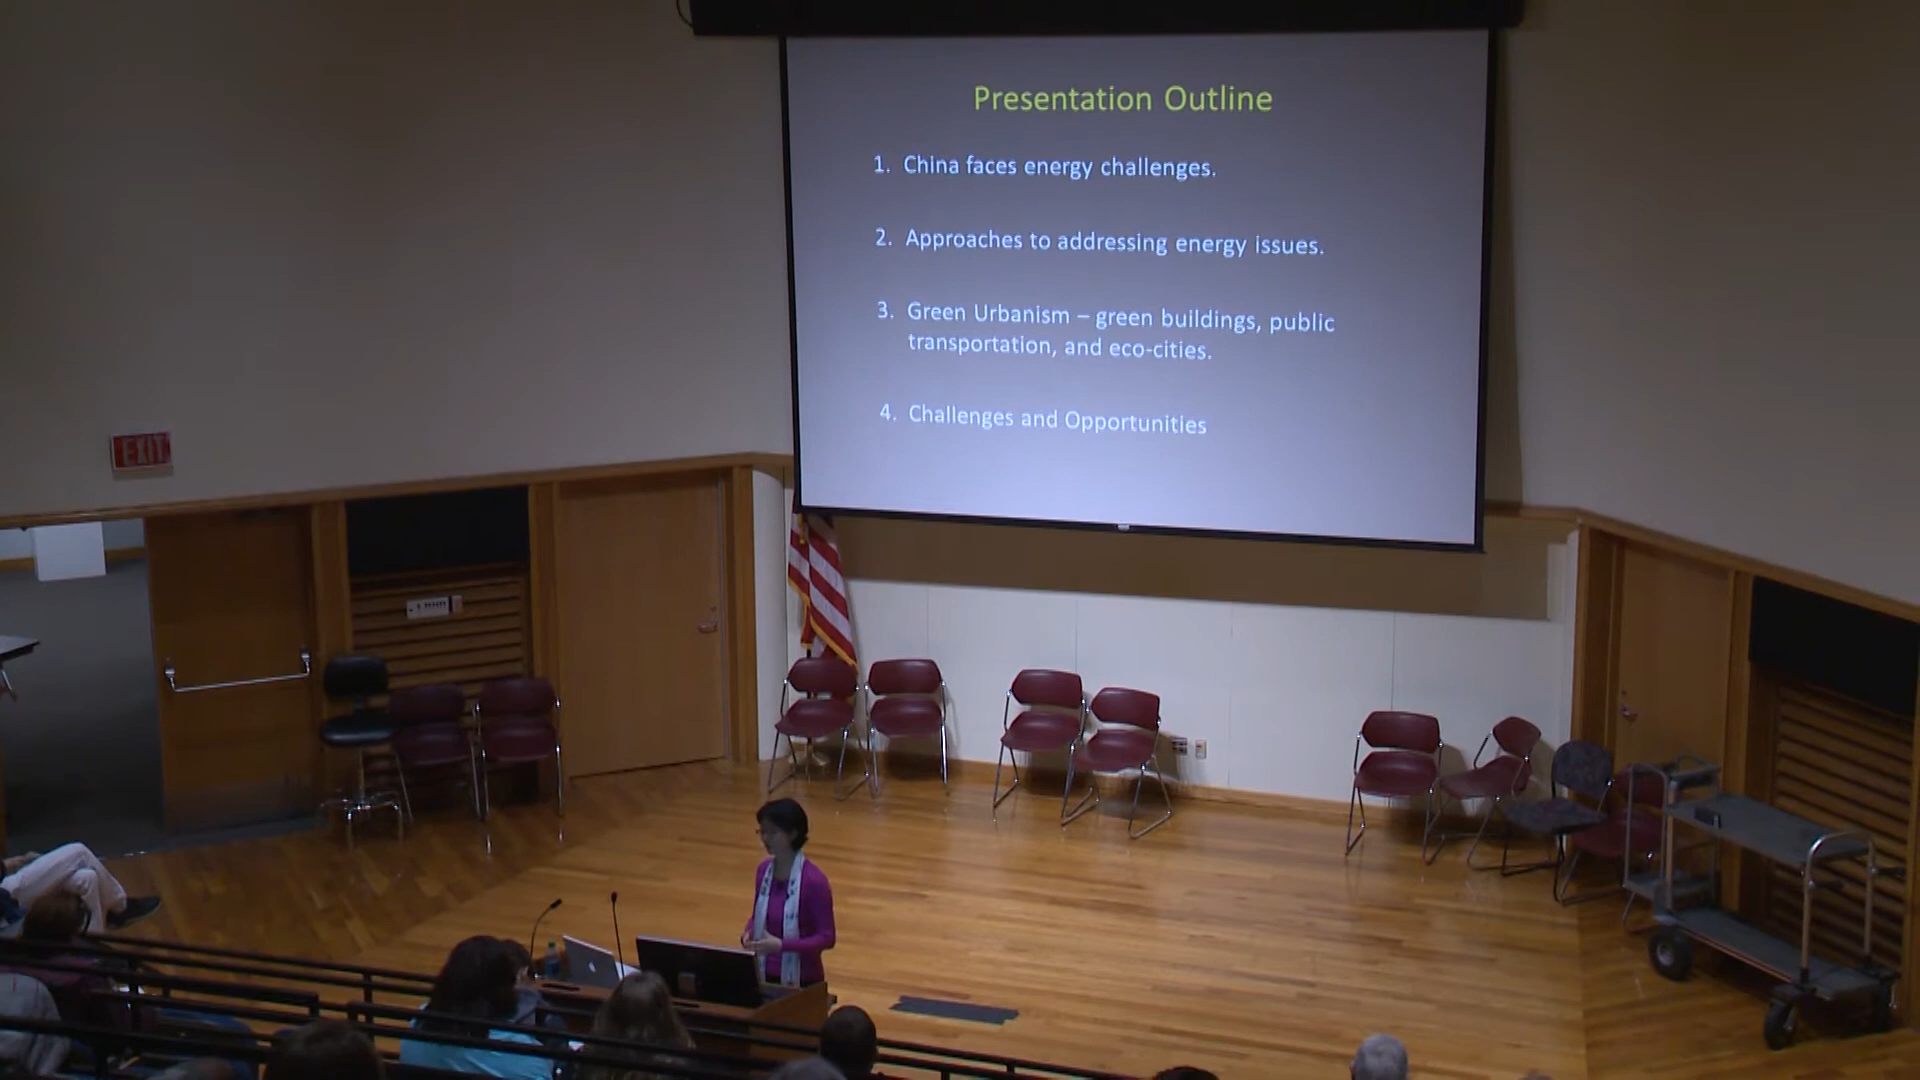 Presentation Outline
1. China faces energy challenges.
2. Approaches to addressing energy issues.
3. Green Urbanism – green buildings, public
transportation, and eco-cities.
4. Challenges and Opportunities
EXIT